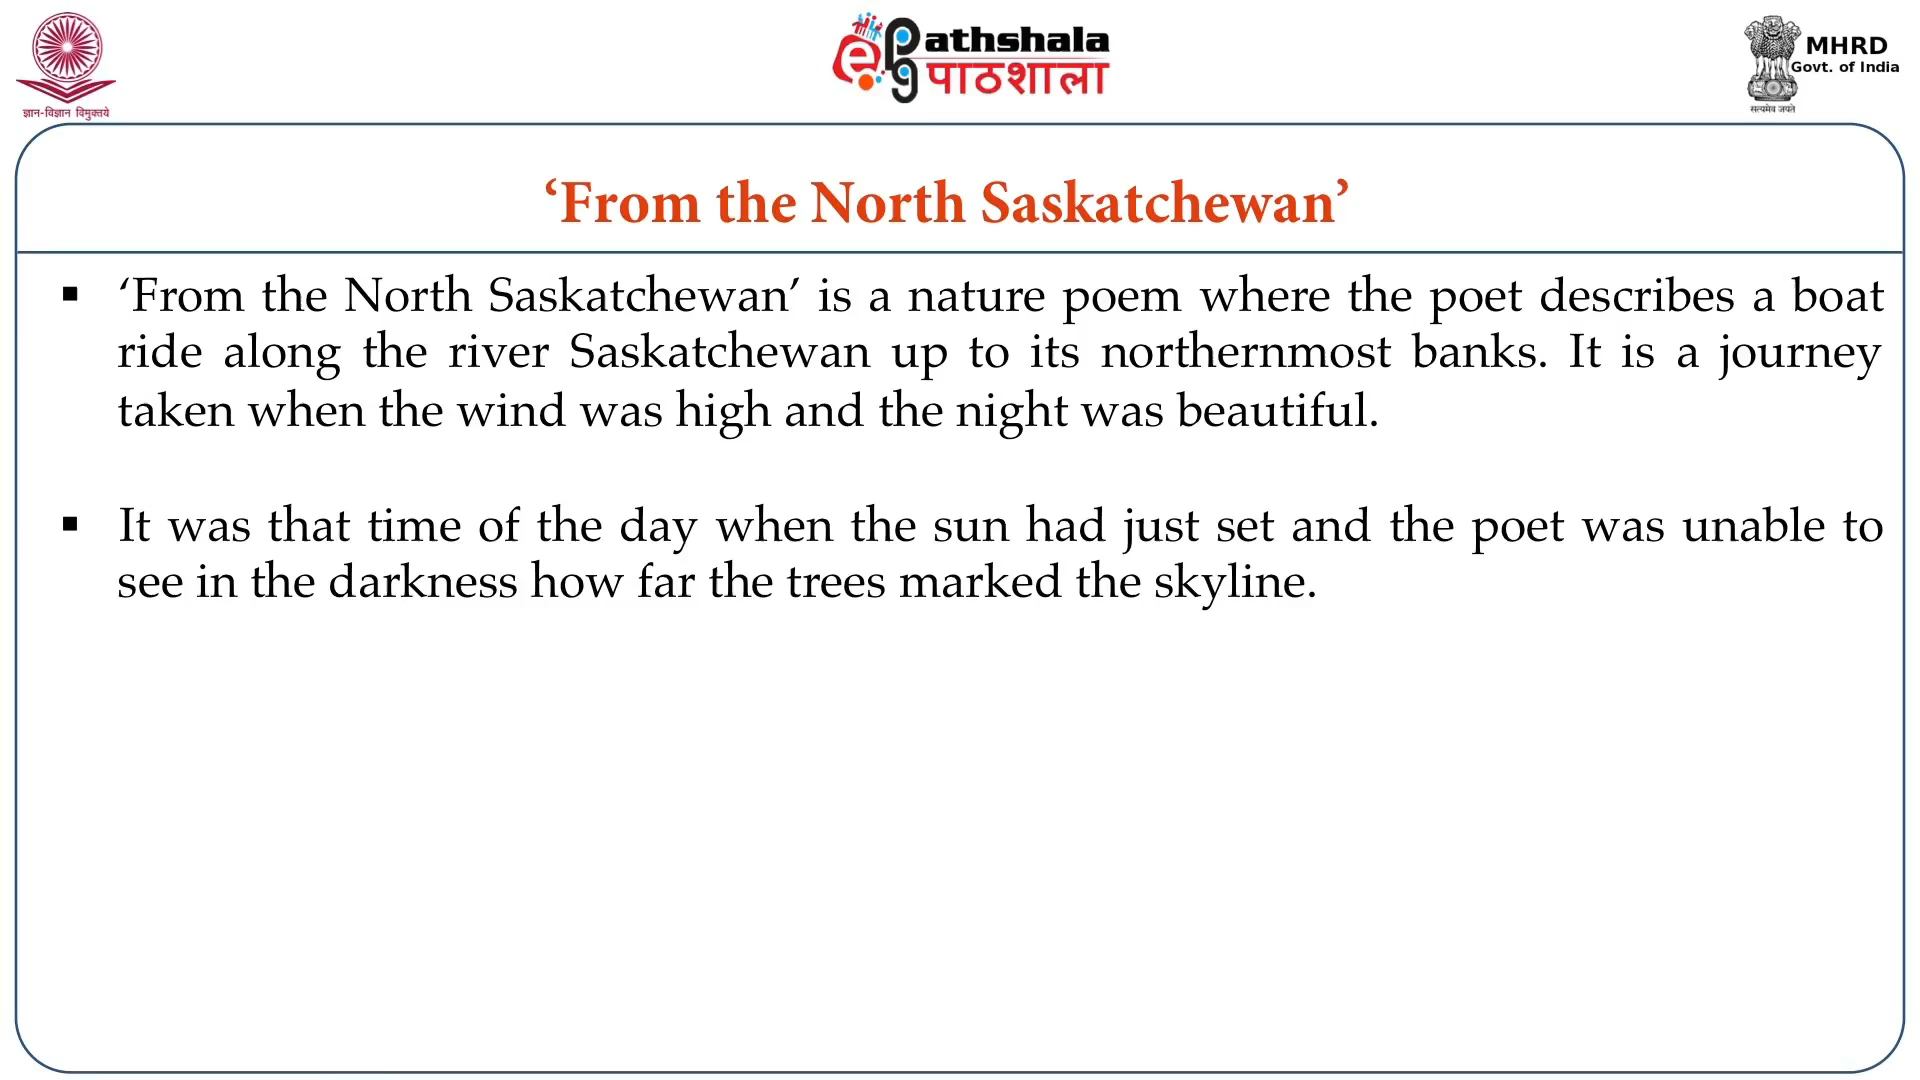 ज्ञान-विज्ञान विमुक्तये
ePathshala
पाठशाला
MHRD
Govt. of India
सत्यमेव जयते
‘From the North Saskatchewan’
▪ ‘From the North Saskatchewan’ is a nature poem where the poet describes a boat
ride along the river Saskatchewan up to its northernmost banks. It is a journey
taken when the wind was high and the night was beautiful.
▪ It was that time of the day when the sun had just set and the poet was unable to
see in the darkness how far the trees marked the skyline.